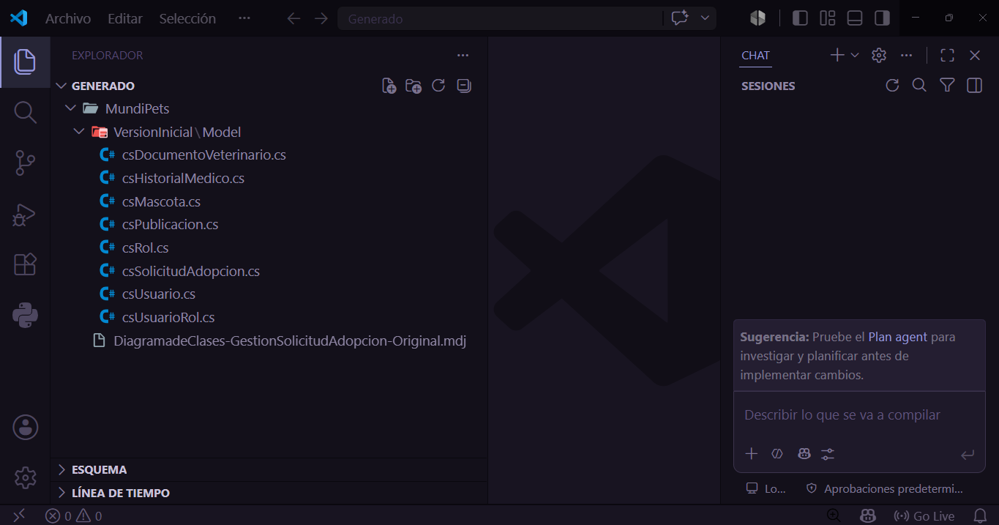 Archivo Editar Selección ··· Generado
EXPLORADOR ···
GENERADO
MundiPets
VersionInicial\Model
C# csDocumentoVeterinario.cs
C# csHistorialMedico.cs
C# csMascota.cs
C# csPublicacion.cs
C# csRol.cs
C# csSolicitudAdopcion.cs
C# csUsuario.cs
C# csUsuarioRol.cs
DiagramadeClases-GestionSolicitudAdopcion-Original.mdj
ESQUEMA
LÍNEA DE TIEMPO
CHAT ···
SESIONES
Sugerencia: Pruebe el Plan agent para
investigar y planificar antes de
implementar cambios.
Describir lo que se va a compilar
Lo... Aprobaciones predetermi...
0 0 Go Live